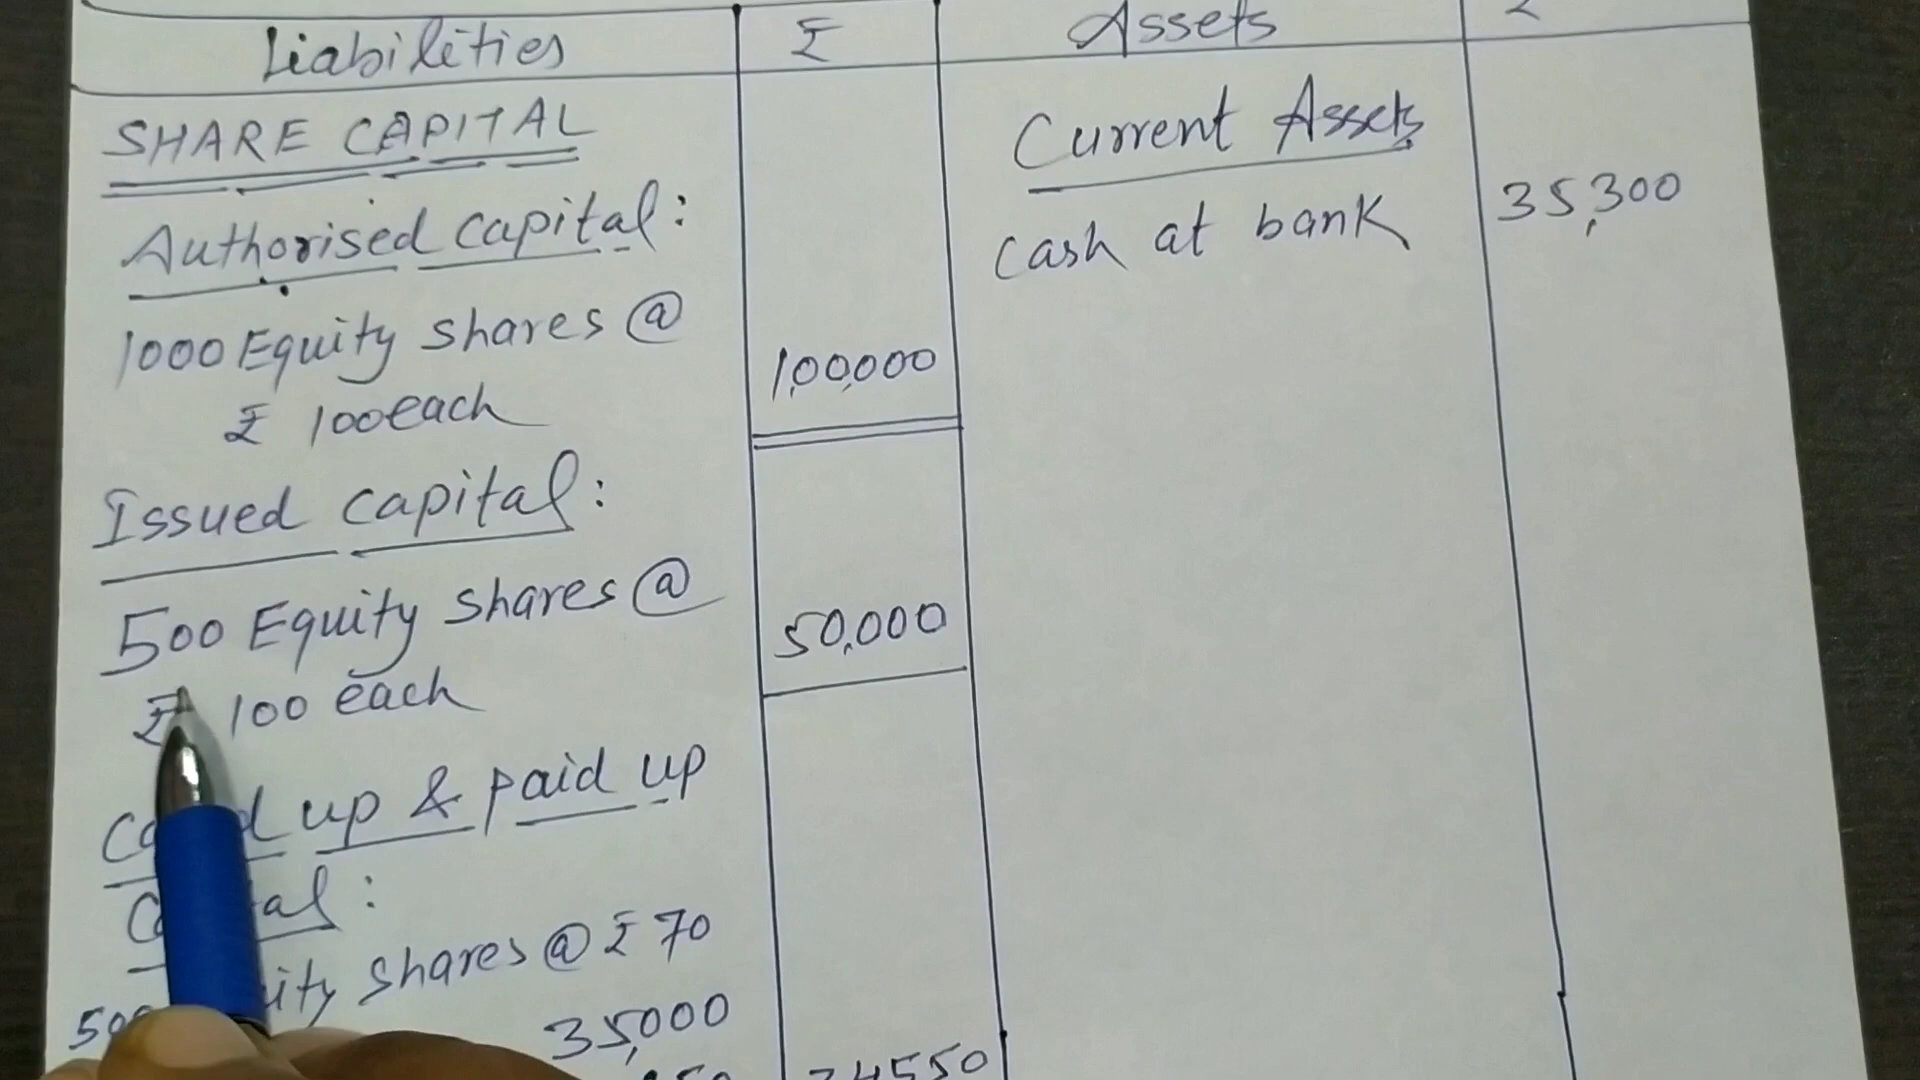 Liabilities ₹ Assets
SHARE CAPITAL
Current Assets
Authorised capital:
cash at bank 35,300
1000 Equity shares @
₹ 100 each 1,00,000
Issued capital:
500 Equity shares @
50,000
₹ 100 each
up & paid up
:
shares @ ₹ 70
35,000
34550